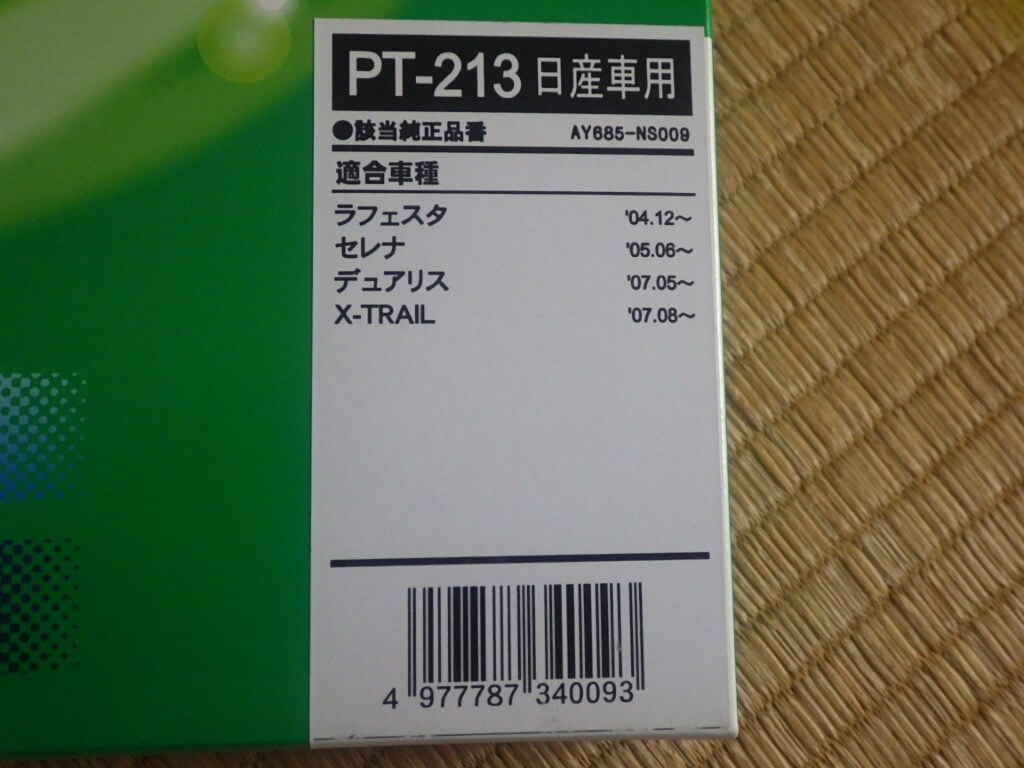 PT-213 日産車用
●該当純正品番 AY685-NS009
適合車種
ラフェスタ '04.12～
セレナ '05.06～
デュアリス '07.05～
X-TRAIL '07.08～
4 977787 340093